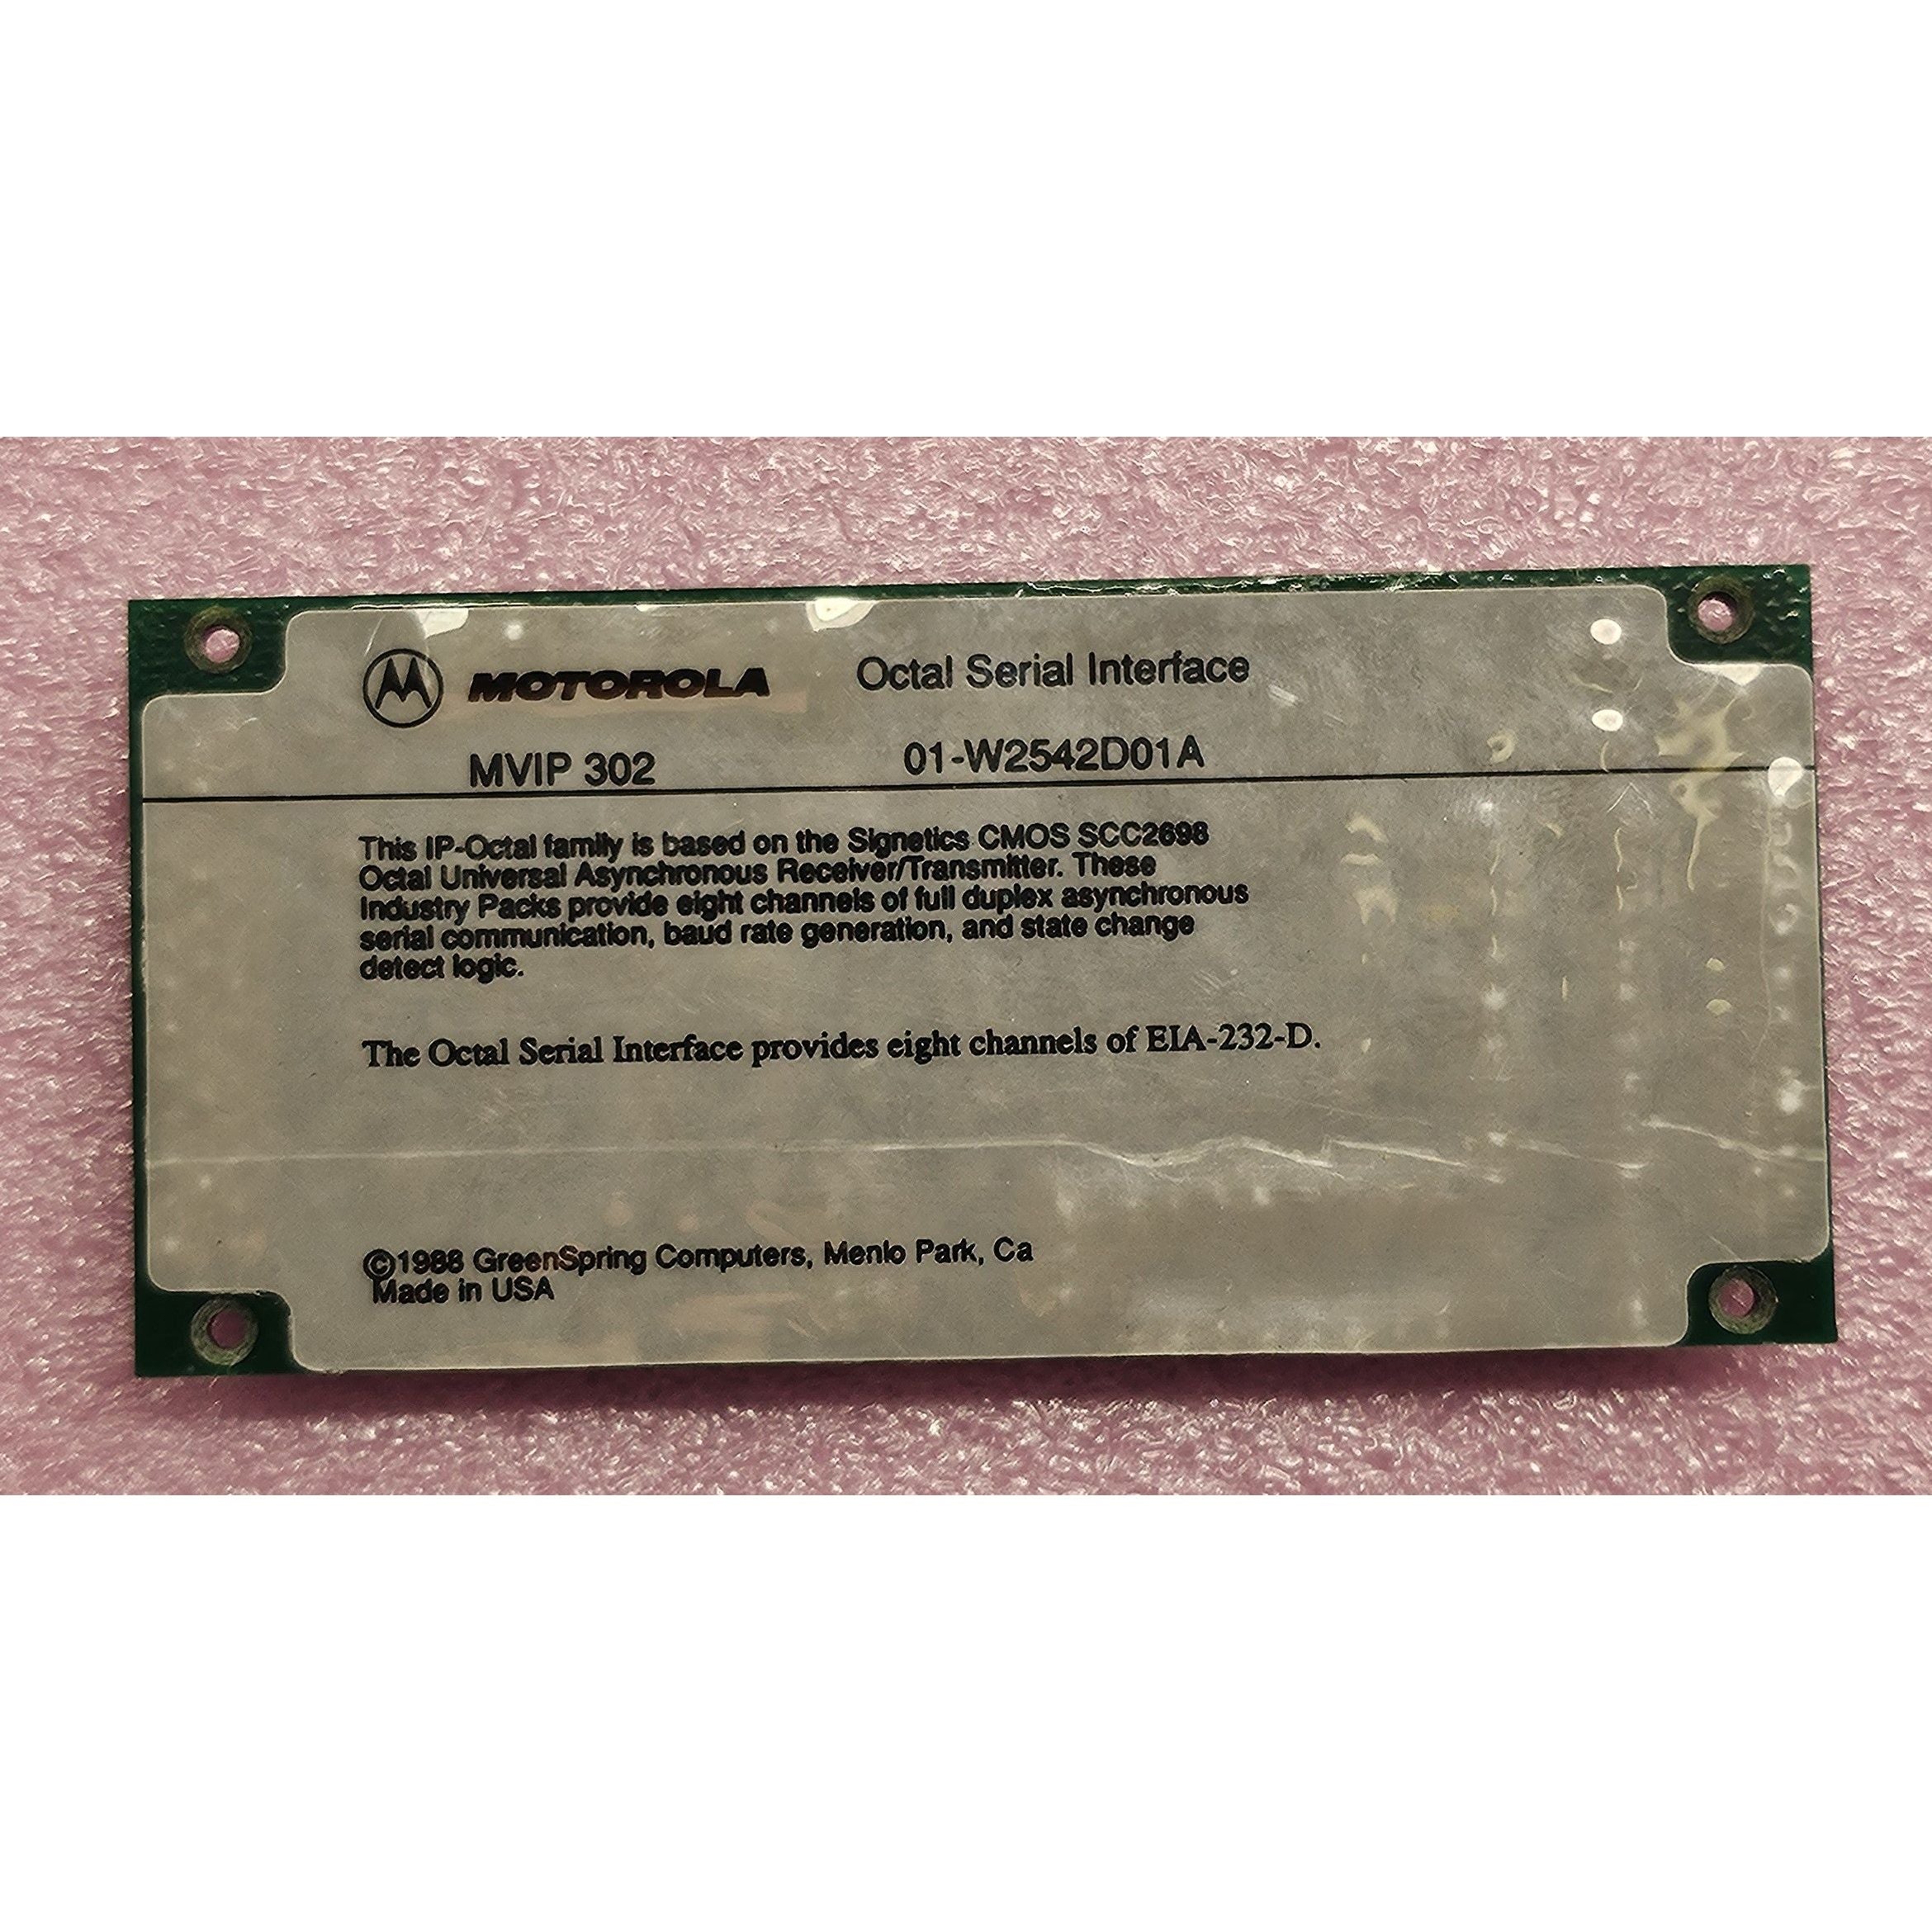 MOTOROLA Octal Serial Interface
MVIP 302 01-W2542D01A
This IP-Octal family is based on the Signetics CMOS SCC2698
Octal Universal Asynchronous Receiver/Transmitter. These
Industry Packs provide eight channels of full duplex asynchronous
serial communication, baud rate generation, and state change
detect logic.
The Octal Serial Interface provides eight channels of EIA-232-D.
©1988 GreenSpring Computers, Menlo Park, Ca
Made in USA